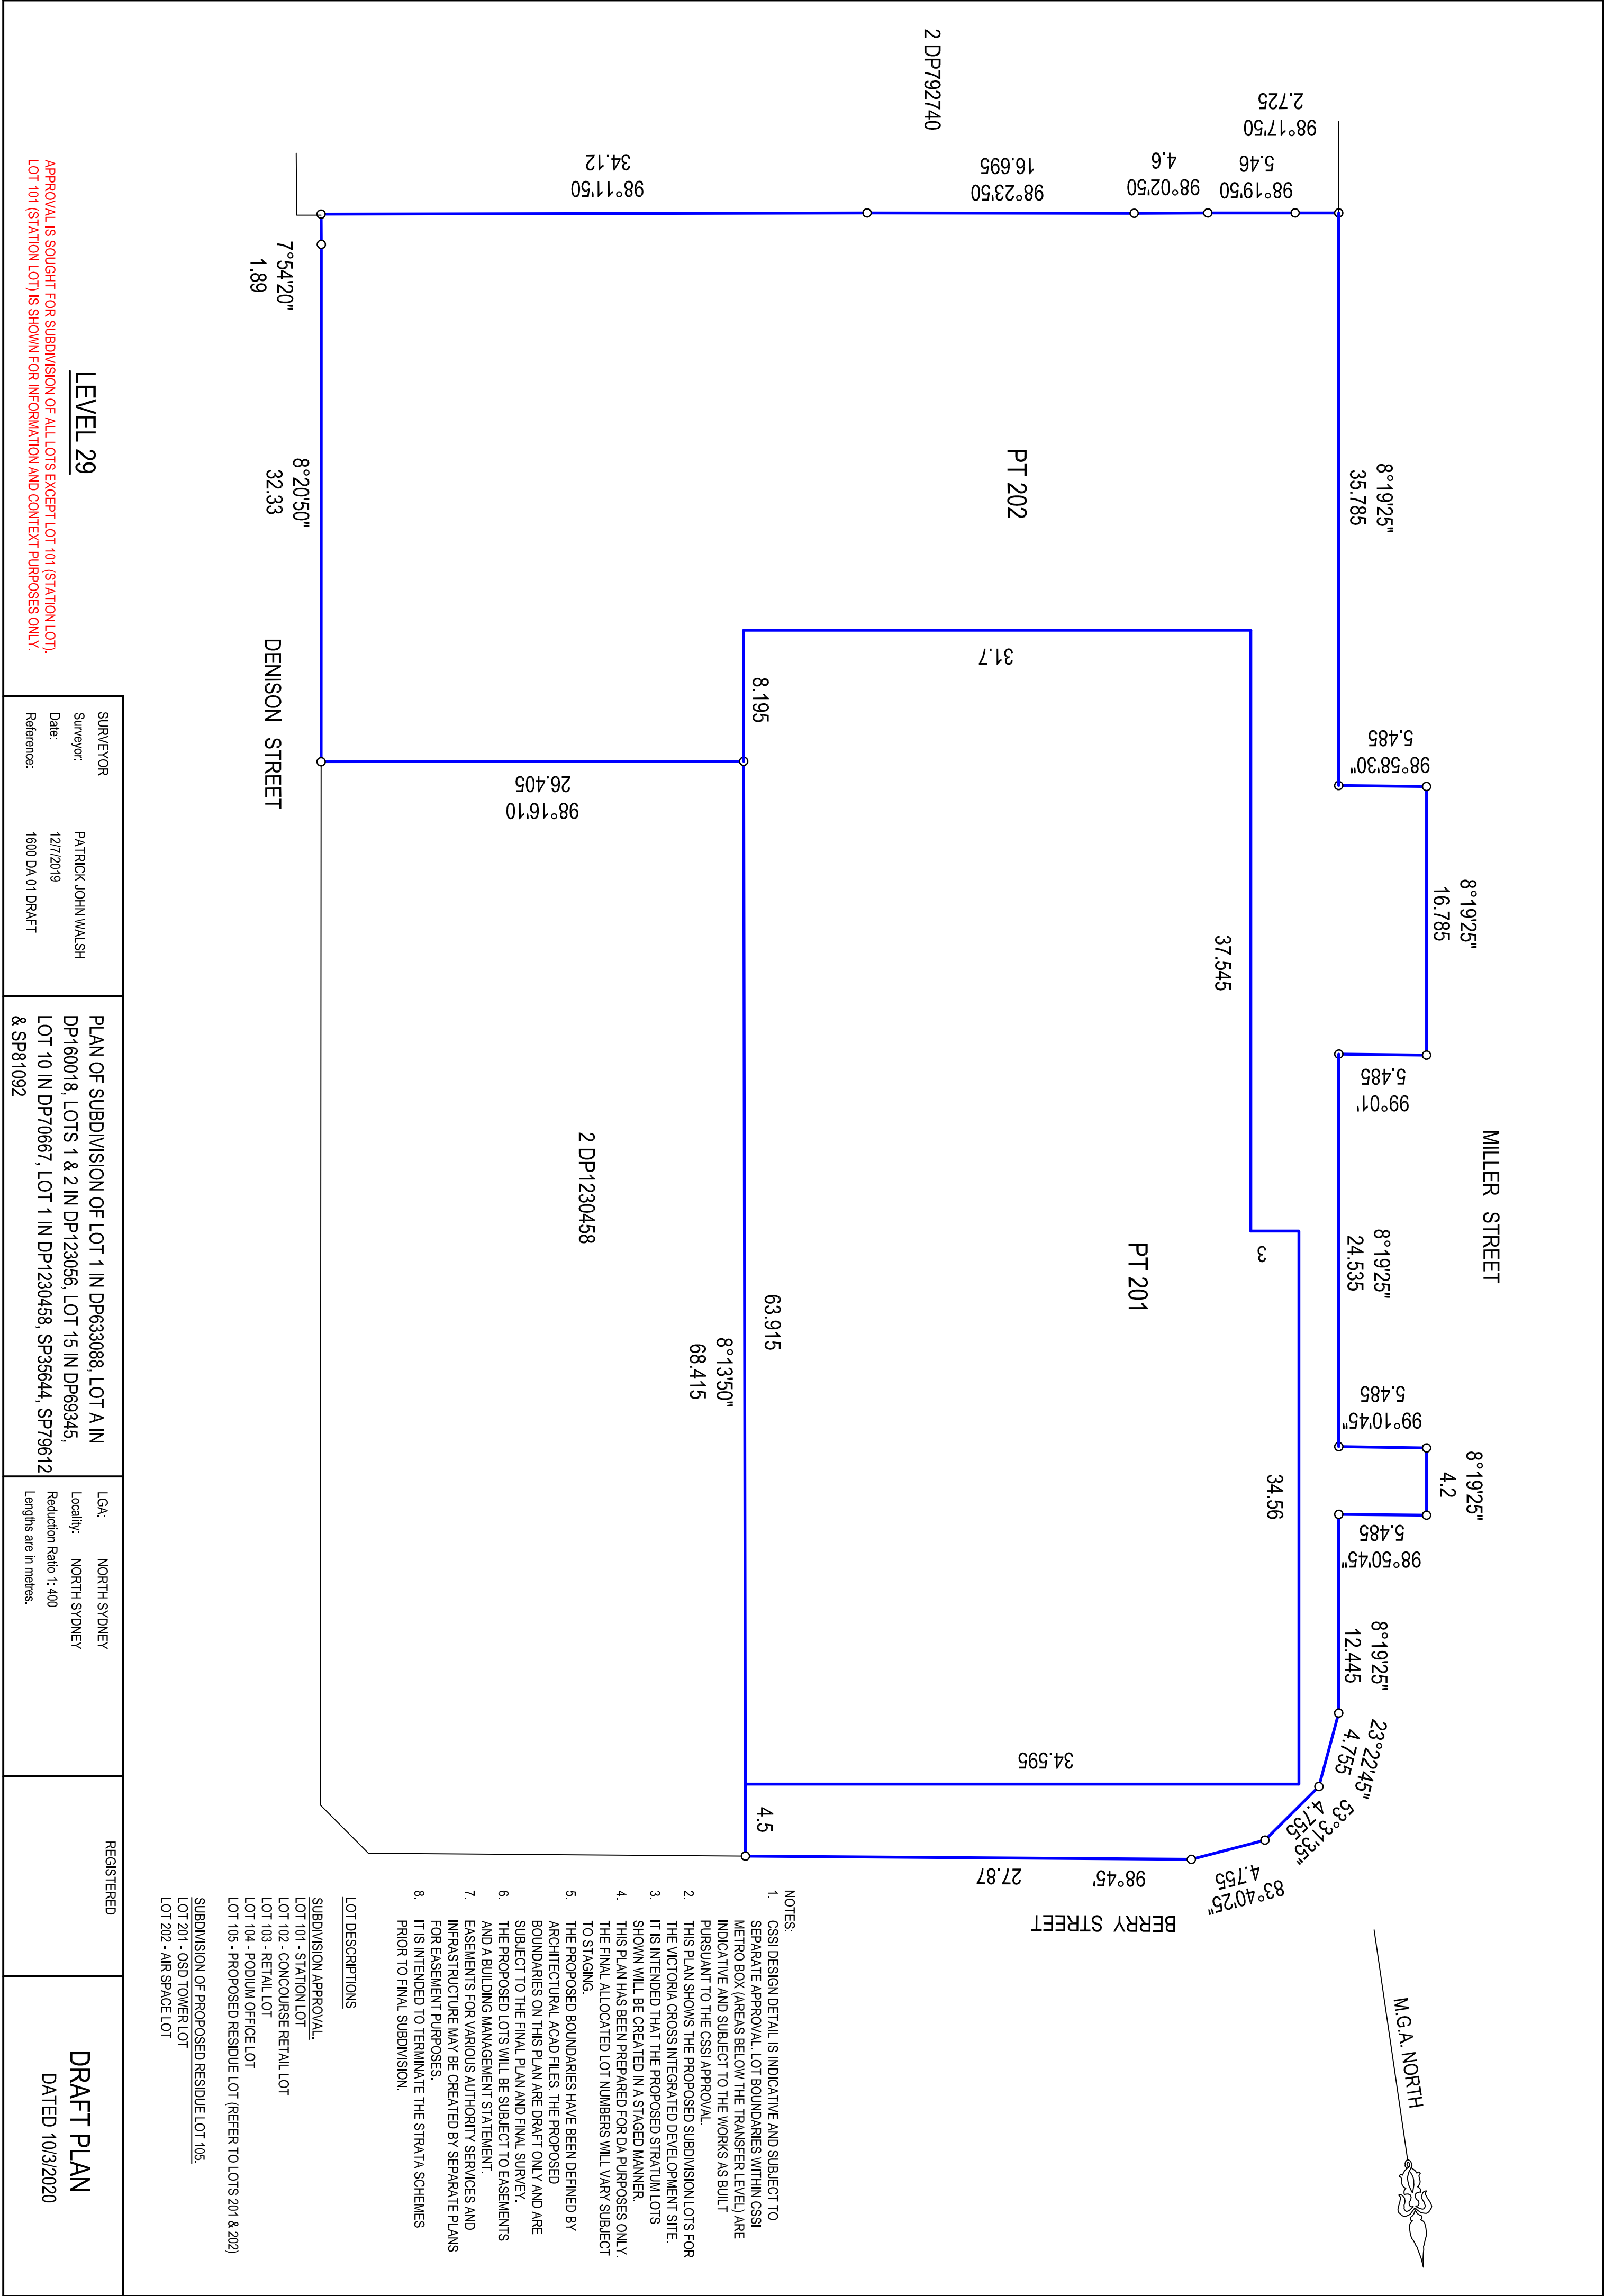 MILLER STREET
M.G.A. NORTH
8°19'25"
35.785
98°58'30"
5.485
8°19'25"
16.785
99°01'
5.485
8°19'25"
24.535
99°10'45"
5.485
8°19'25"
4.2
98°50'45"
5.485
8°19'25"
12.445
23°22'45"
4.755
53°31'35"
4.755
83°40'25"
4.755
98°45'
27.87
BERRY STREET
2 DP792740
98°17'50
2.725
98°19'50
5.46
98°02'50
4.6
98°23'50
16.695
98°11'50
34.12
PT 202
31.7
37.545
3
34.56
PT 201
34.595
4.5
8.195
63.915
8°13'50"
68.415
98°16'10
26.405
2 DP1230458
7°54'20"
1.89
8°20'50"
32.33
DENISON STREET
NOTES:
1. CSSI DESIGN DETAIL IS INDICATIVE AND SUBJECT TO
SEPARATE APPROVAL. LOT BOUNDARIES WITHIN CSSI
METRO BOX (AREAS BELOW THE TRANSFER LEVEL) ARE
INDICATIVE AND SUBJECT TO THE WORKS AS BUILT
PURSUANT TO THE CSSI APPROVAL.
2. THIS PLAN SHOWS THE PROPOSED SUBDIVISION LOTS FOR
THE VICTORIA CROSS INTEGRATED DEVELOPMENT SITE.
3. IT IS INTENDED THAT THE PROPOSED STRATUM LOTS
SHOWN WILL BE CREATED IN A STAGED MANNER.
4. THIS PLAN HAS BEEN PREPARED FOR DA PURPOSES ONLY.
THE FINAL ALLOCATED LOT NUMBERS WILL VARY SUBJECT
TO STAGING.
5. THE PROPOSED BOUNDARIES HAVE BEEN DEFINED BY
ARCHITECTURAL ACAD FILES. THE PROPOSED
BOUNDARIES ON THIS PLAN ARE DRAFT ONLY AND ARE
SUBJECT TO THE FINAL PLAN AND FINAL SURVEY.
6. THE PROPOSED LOTS WILL BE SUBJECT TO EASEMENTS
AND A BUILDING MANAGEMENT STATEMENT.
7. EASEMENTS FOR VARIOUS AUTHORITY SERVICES AND
INFRASTRUCTURE MAY BE CREATED BY SEPARATE PLANS
FOR EASEMENT PURPOSES.
8. IT IS INTENDED TO TERMINATE THE STRATA SCHEMES
PRIOR TO FINAL SUBDIVISION.
LOT DESCRIPTIONS
SUBDIVISION APPROVAL.
LOT 101 - STATION LOT
LOT 102 - CONCOURSE RETAIL LOT
LOT 103 - RETAIL LOT
LOT 104 - PODIUM OFFICE LOT
LOT 105 - PROPOSED RESIDUE LOT (REFER TO LOTS 201 & 202)
SUBDIVISION OF PROPOSED RESIDUE LOT 105.
LOT 201 - OSD TOWER LOT
LOT 202 - AIR SPACE LOT
LEVEL 29
APPROVAL IS SOUGHT FOR SUBDIVISION OF ALL LOTS EXCEPT LOT 101 (STATION LOT).
LOT 101 (STATION LOT) IS SHOWN FOR INFORMATION AND CONTEXT PURPOSES ONLY.
SURVEYOR
Surveyor: PATRICK JOHN WALSH
Date: 12/7/2019
Reference: 1600 DA 01 DRAFT
PLAN OF SUBDIVISION OF LOT 1 IN DP633088, LOT A IN
DP160018, LOTS 1 & 2 IN DP123056, LOT 15 IN DP69345,
LOT 10 IN DP70667, LOT 1 IN DP1230458, SP35644, SP79612
& SP81092
LGA: NORTH SYDNEY
Locality: NORTH SYDNEY
Reduction Ratio 1: 400
Lengths are in metres.
REGISTERED
DRAFT PLAN
DATED 10/3/2020